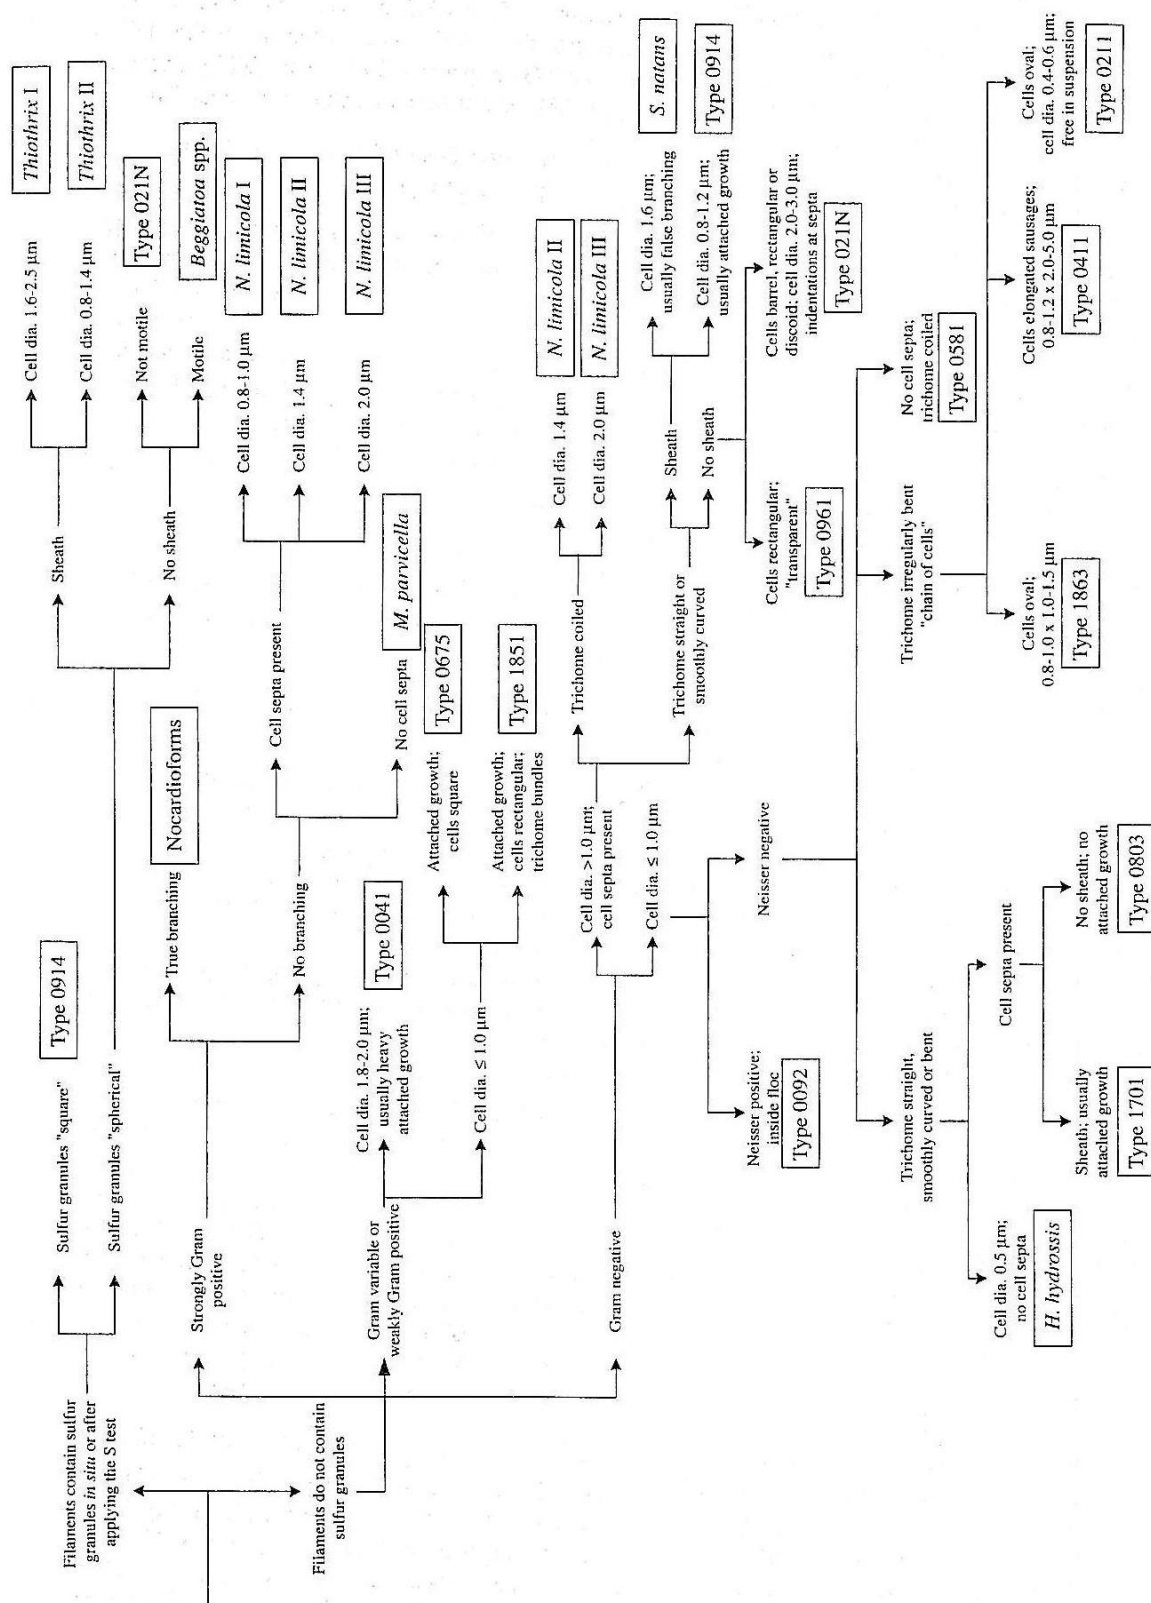 Filaments contain sulfur
granules in situ or after
applying the S test
Sulfur granules "square"
Type 0914
Sulfur granules "spherical"
Sheath
Cell dia. 1.6-2.5 µm
Thiothrix I
Cell dia. 0.8-1.4 µm
Thiothrix II
No sheath
Not motile
Type 021N
Motile
Beggiatoa spp.
Filaments do not contain
sulfur granules
Strongly Gram
positive
True branching
Nocardioforms
No branching
Cell septa present
Cell dia. 0.8-1.0 µm
N. limicola I
Cell dia. 1.4 µm
N. limicola II
Cell dia. 2.0 µm
N. limicola III
No cell septa
M. parvicella
Gram variable or
weakly Gram positive
Cell dia. 1.8-2.0 µm;
usually heavy
attached growth
Type 0041
Cell dia. ≤ 1.0 µm
Attached growth;
cells square
Type 0675
Attached growth;
cells rectangular;
trichome bundles
Type 1851
Gram negative
Cell dia. >1.0 µm;
cell septa present
Trichome coiled
Cell dia. 1.4 µm
N. limicola II
Cell dia. 2.0 µm
N. limicola III
Trichome straight or
smoothly curved
Sheath
Cell dia. 1.6 µm;
usually false branching
S. natans
Cell dia. 0.8-1.2 µm;
usually attached growth
Type 0914
No sheath
Cells rectangular;
"transparent"
Type 0961
Cells barrel, rectangular or
discoid; cell dia. 2.0-3.0 µm;
indentations at septa
Type 021N
Cell dia. ≤ 1.0 µm
Neisser positive;
inside floc
Type 0092
Neisser negative
Trichome straight,
smoothly curved or bent
Cell dia. 0.5 µm;
no cell septa
H. hydrossis
Cell septa present
Sheath; usually
attached growth
Type 1701
No sheath; no
attached growth
Type 0803
Trichome irregularly bent
"chain of cells"
Cells oval;
0.8-1.0 x 1.0-1.5 µm
Type 1863
Cells elongated sausages;
0.8-1.2 x 2.0-5.0 µm
Type 0411
Cells oval;
cell dia. 0.4-0.6 µm;
free in suspension
Type 0211
No cell septa;
trichome coiled
Type 0581